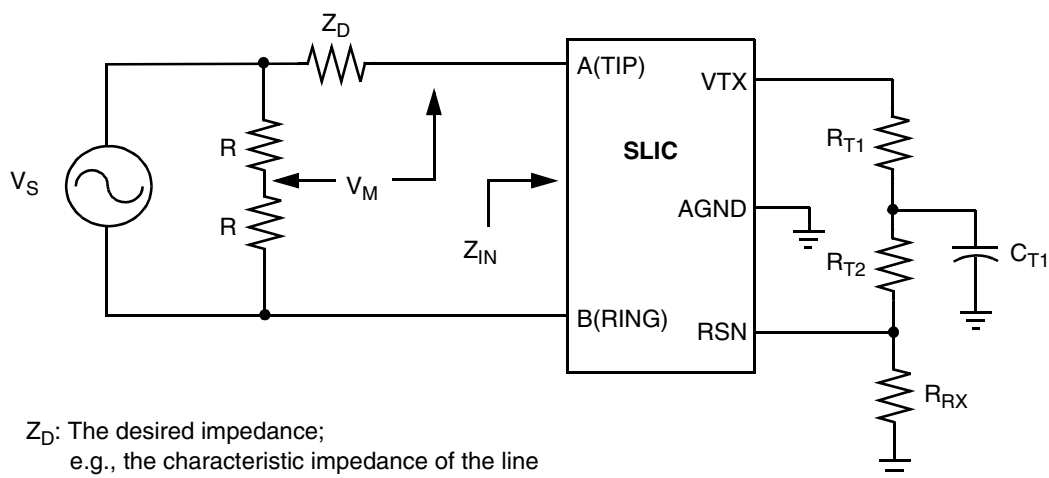 Z_D
A(TIP)
VTX
R
R_T1
SLIC
V_S
V_M
R
AGND
Z_IN
R_T2
C_T1
B(RING)
RSN
R_RX
Z_D: The desired impedance;
e.g., the characteristic impedance of the line